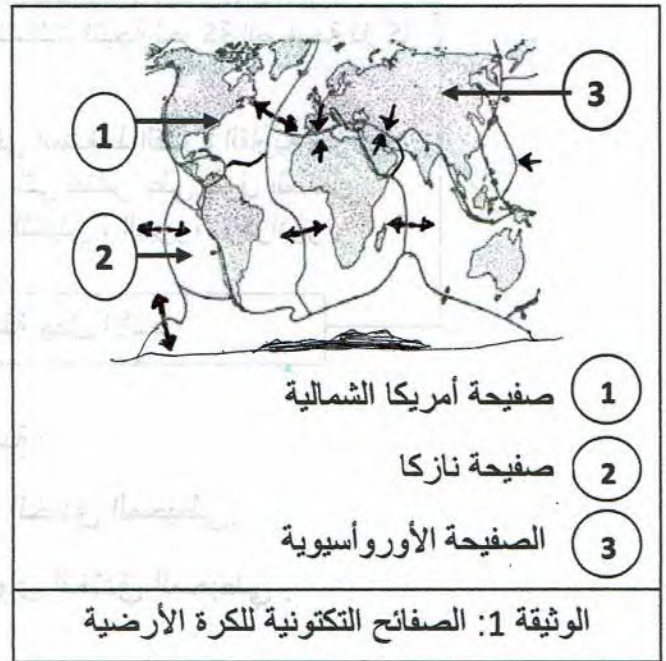 1
2
3
1 صفيحة أمريكا الشمالية
2 صفيحة نازكا
3 الصفيحة الأوروأسيوية
الوثيقة 1: الصفائح التكتونية للكرة الأرضية